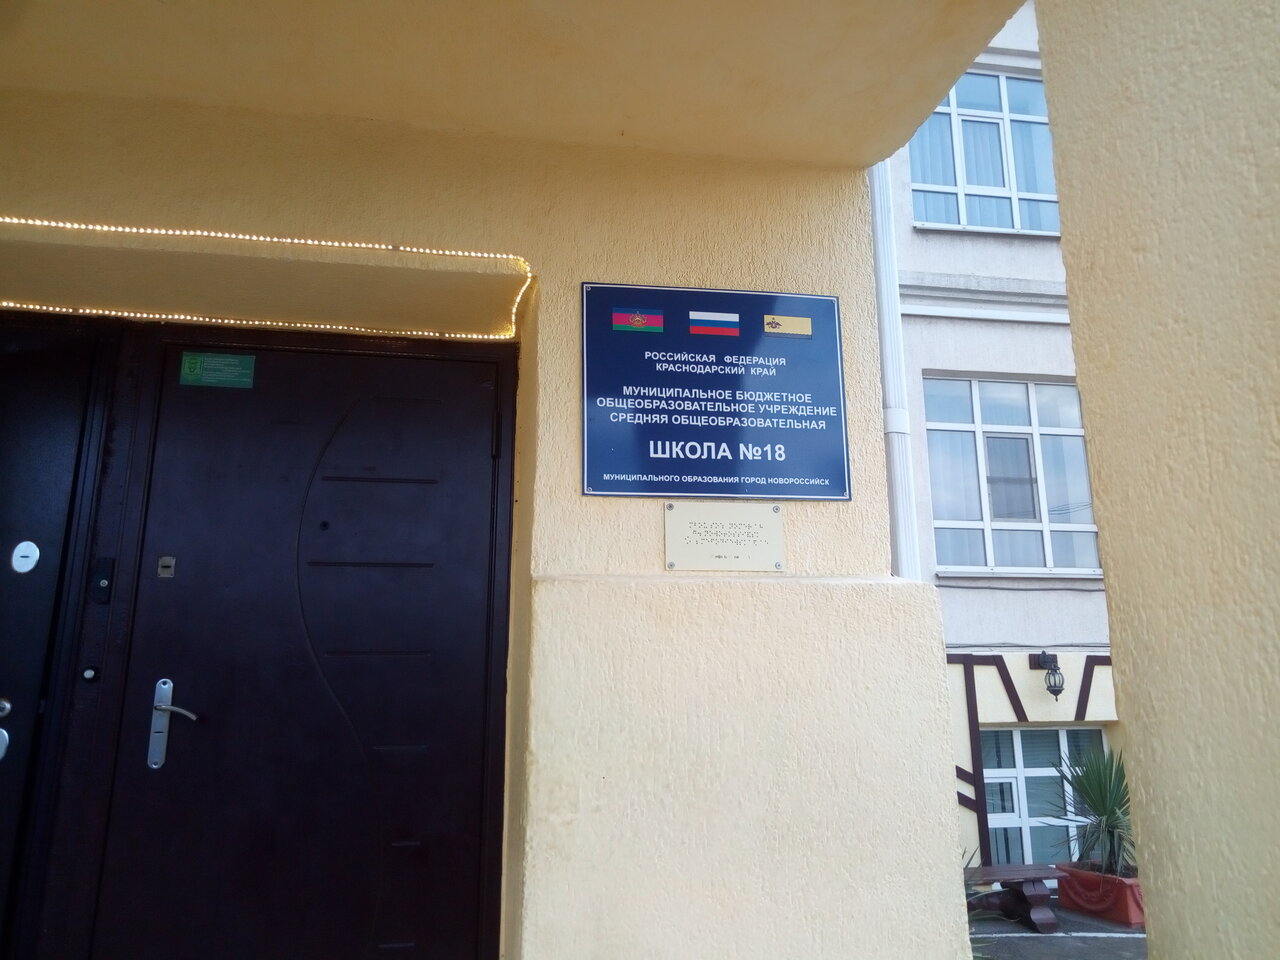 РОССИЙСКАЯ ФЕДЕРАЦИЯ
КРАСНОДАРСКИЙ КРАЙ
МУНИЦИПАЛЬНОЕ БЮДЖЕТНОЕ
ОБЩЕОБРАЗОВАТЕЛЬНОЕ УЧРЕЖДЕНИЕ
СРЕДНЯЯ ОБЩЕОБРАЗОВАТЕЛЬНАЯ
ШКОЛА №18
МУНИЦИПАЛЬНОГО ОБРАЗОВАНИЯ ГОРОД НОВОРОССИЙСК